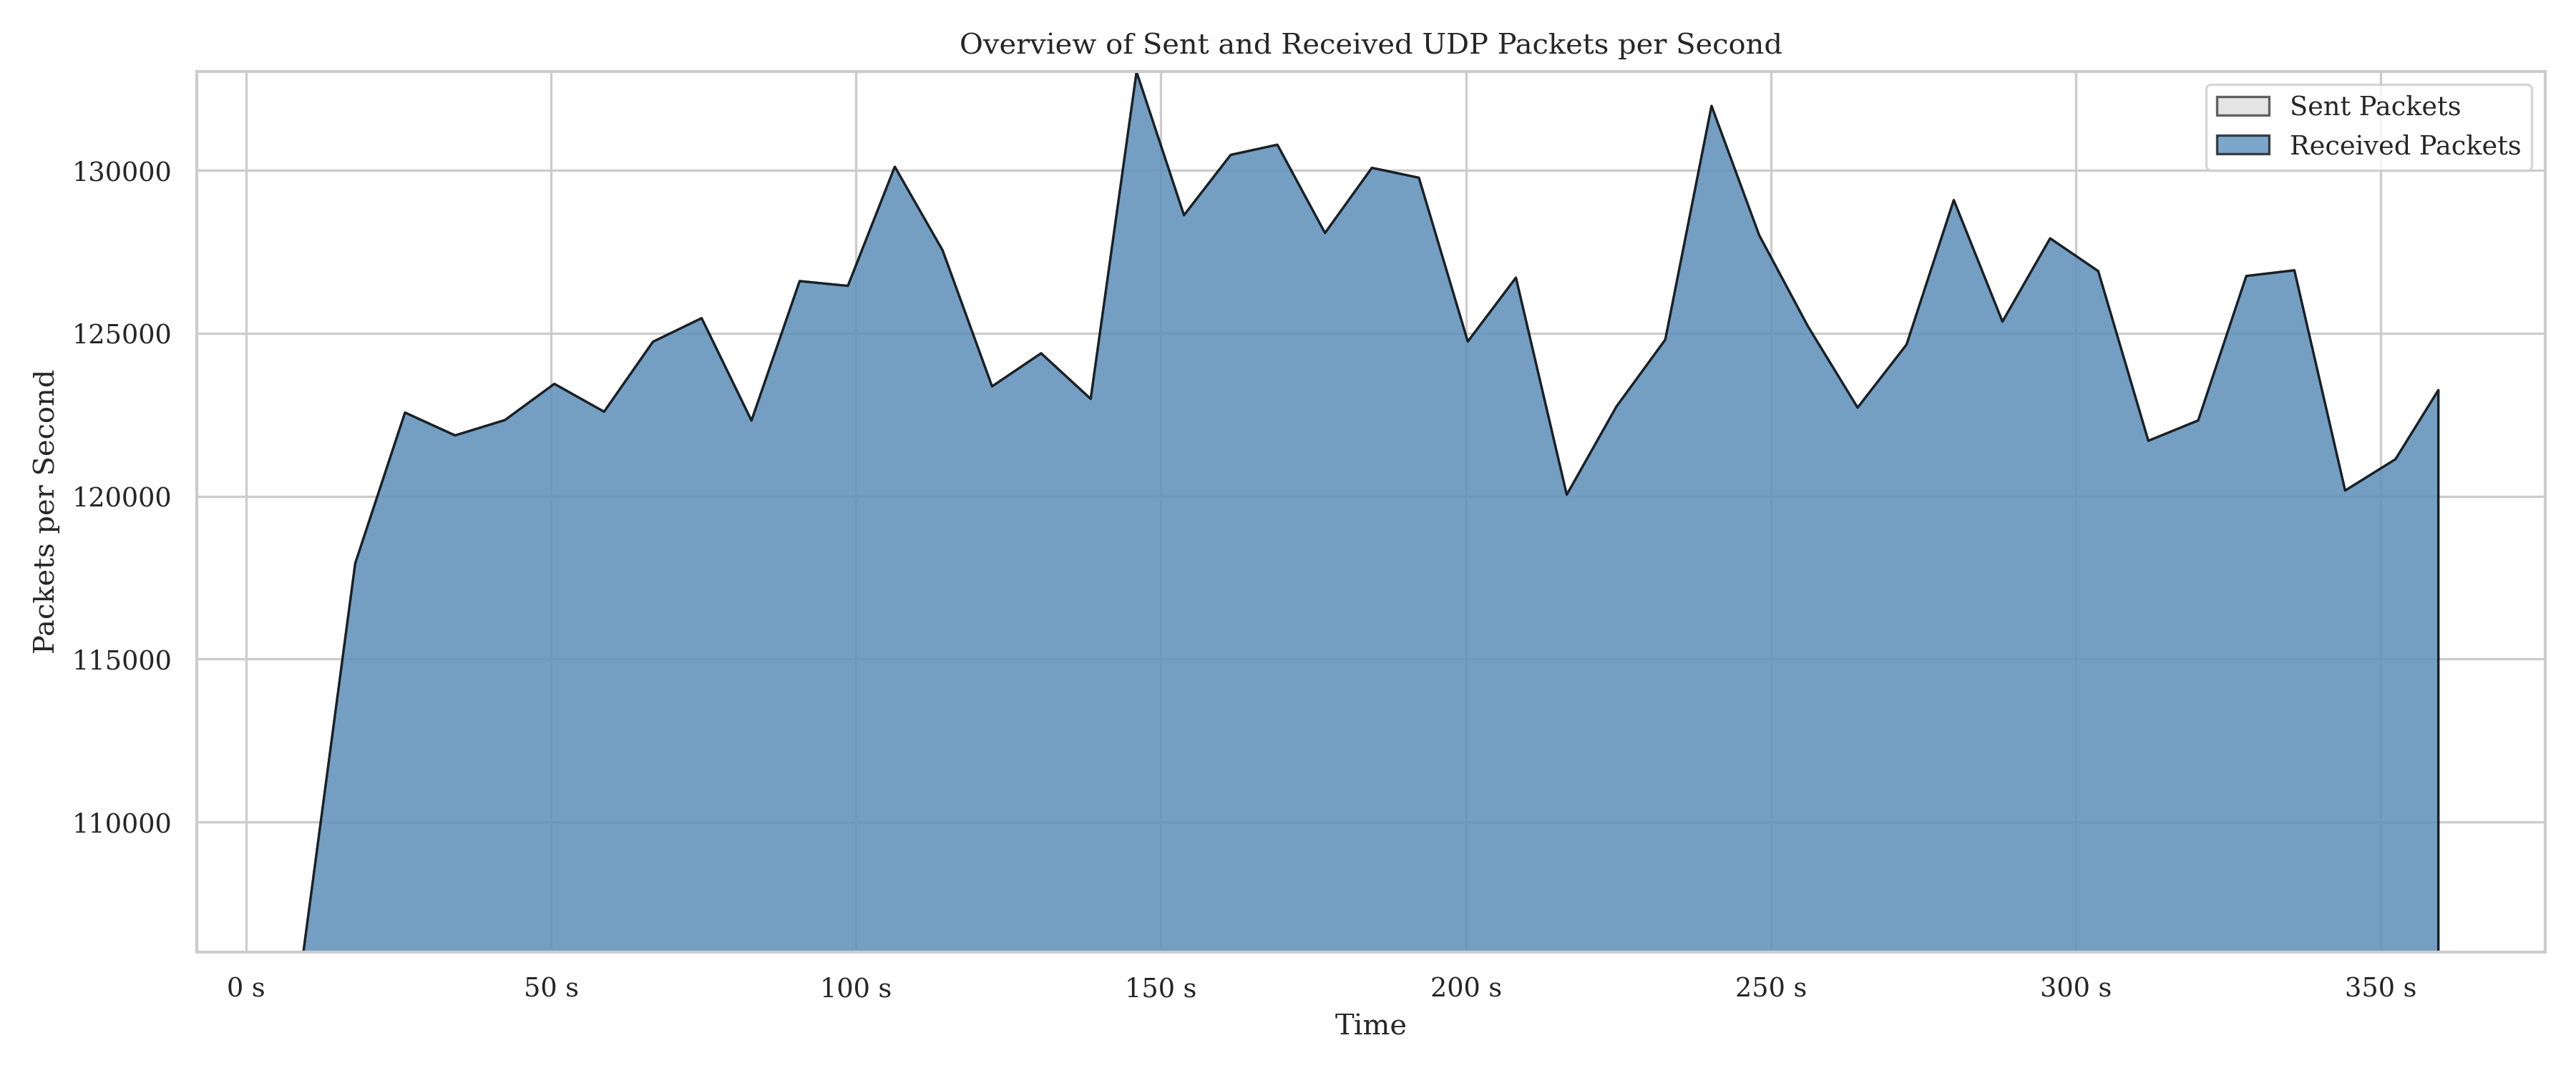 Overview of Sent and Received UDP Packets per Second
Sent Packets
Received Packets
130000
125000
120000
115000
110000
Packets per Second
0 s 50 s 100 s 150 s 200 s 250 s 300 s 350 s
Time